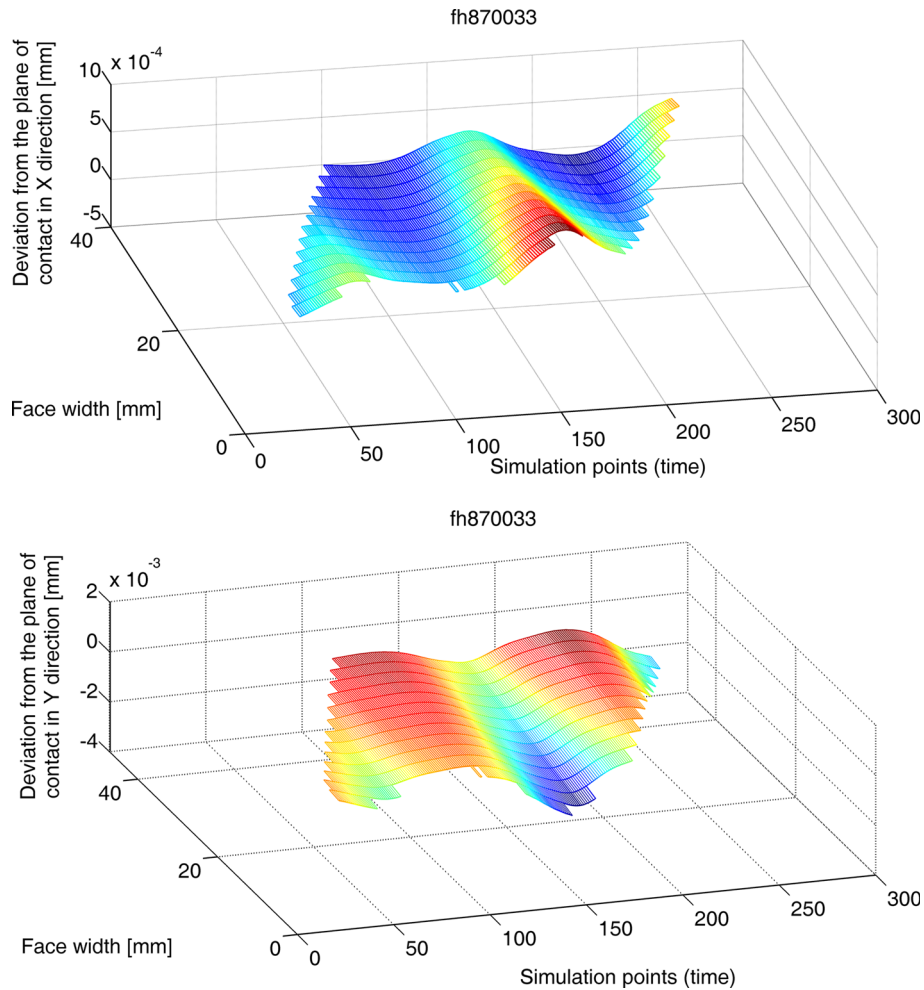 fh870033
x 10-4
Deviation from the plane of
contact in X direction [mm]
10
5
0
-5
40
20
0
Face width [mm]
0
50
100
150
200
250
300
Simulation points (time)
fh870033
x 10-3
Deviation from the plane of
contact in Y direction [mm]
2
0
-2
-4
40
20
0
Face width [mm]
0
50
100
150
200
250
300
Simulation points (time)